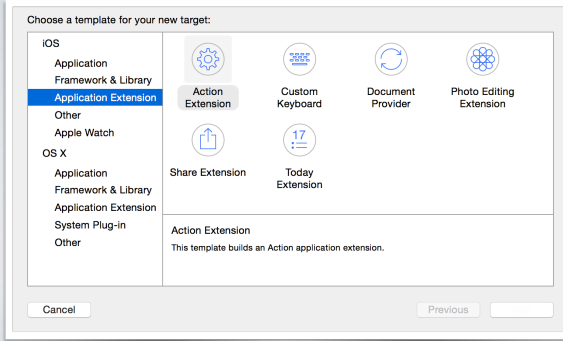 Choose a template for your new target:
iOS
Application
Framework & Library
Application Extension
Other
Apple Watch
OS X
Application
Framework & Library
Application Extension
System Plug-in
Other
Action
Extension
Custom
Keyboard
Document
Provider
Photo Editing
Extension
Share Extension
17
Today
Extension
Action Extension
This template builds an Action application extension.
Cancel
Previous